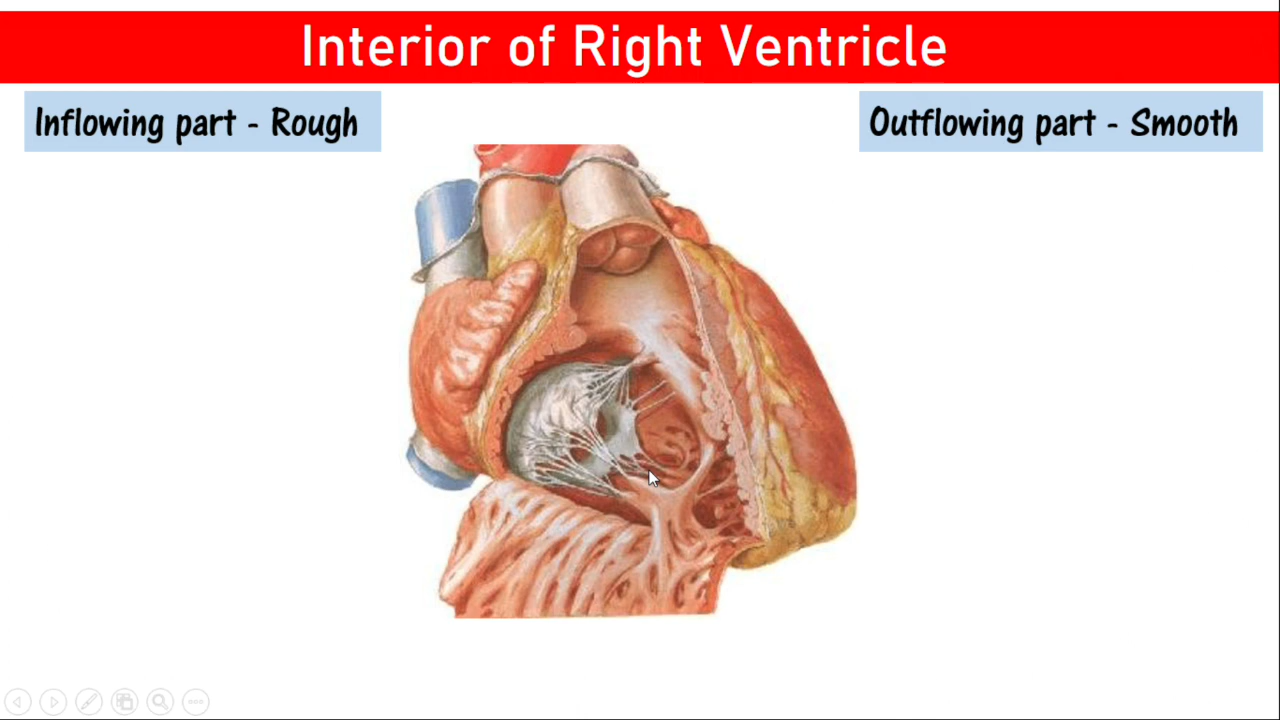 Interior of Right Ventricle
Inflowing part - Rough
Outflowing part - Smooth